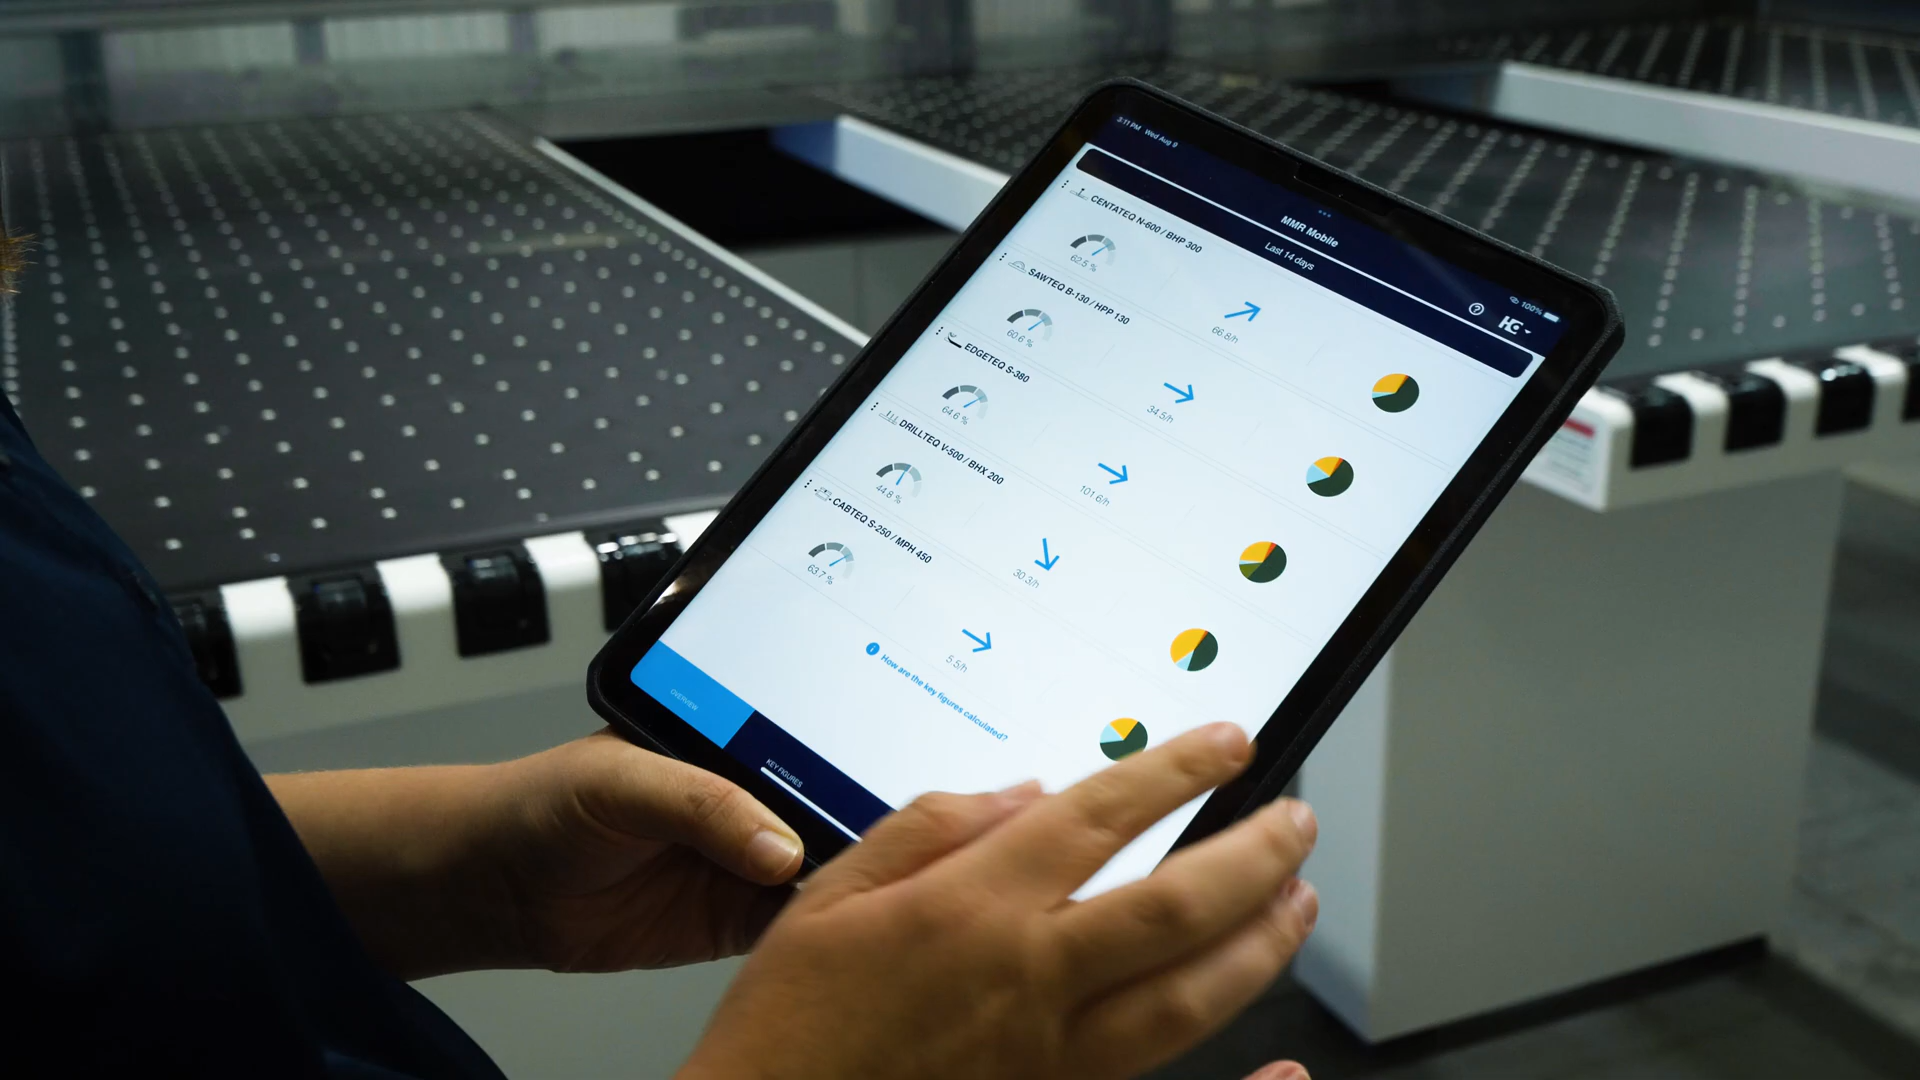 3:11 PM Wed Aug 9
100%
MMR Mobile
Last 14 days
CENTATEQ N-600 / BHP 300
62.5 %
66.8/h
SAWTEQ B-130 / HPP 130
60.6 %
34.5/h
EDGETEQ S-380
64.6 %
101.6/h
DRILLTEQ V-500 / BHX 200
44.8 %
30.3/h
CABTEQ S-250 / MPH 450
63.7 %
5.5/h
How are the key figures calculated?
OVERVIEW
KEY FIGURES